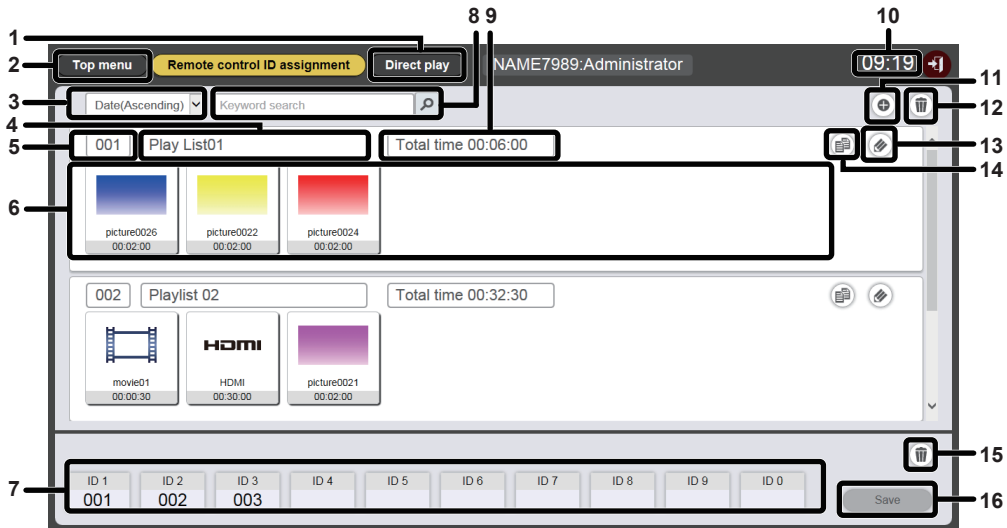 8 9
10
1
2
Top menu
Remote control ID assignment
Direct play
NAME7989:Administrator
09:19
11
3
Date(Ascending)
Keyword search
12
4
5
001
Play List01
Total time 00:06:00
13
14
6
picture0026
picture0022
picture0024
00:02:00
00:02:00
00:02:00
002
Playlist 02
Total time 00:32:30
HDMI
movie01
HDMI
picture0021
00:00:30
00:30:00
00:02:00
15
7
ID 1
ID 2
ID 3
ID 4
ID 5
ID 6
ID 7
ID 8
ID 9
ID 0
001
002
003
Save
16